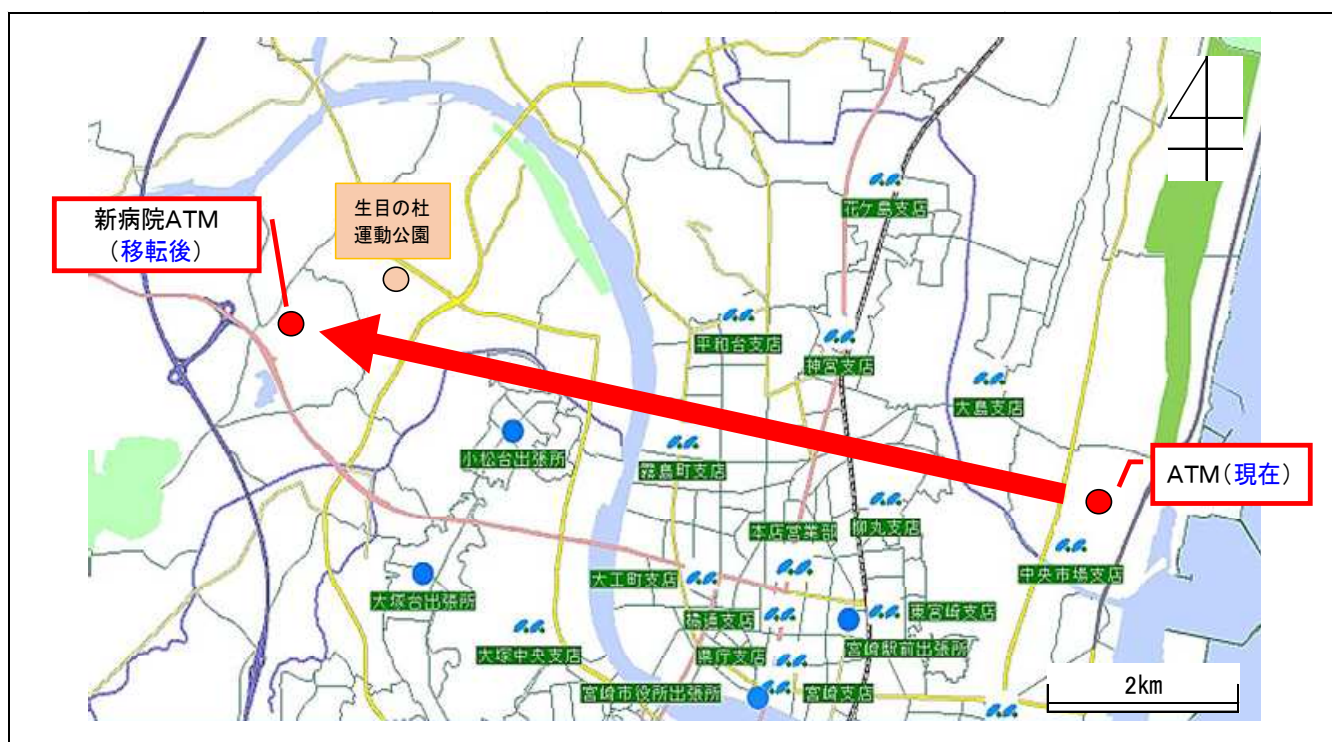 新病院ATM
（移転後）
生目の杜
運動公園
花ケ島支店
平和台支店
神宮支店
大島支店
小松台出張所
霧島町支店
ATM（現在）
本店営業部
柳丸支店
中央市場支店
大工町支店
大塚台出張所
橘通支店
東宮崎支店
宮崎駅前出張所
大塚中央支店
県庁支店
宮崎市役所出張所
宮崎支店
2km